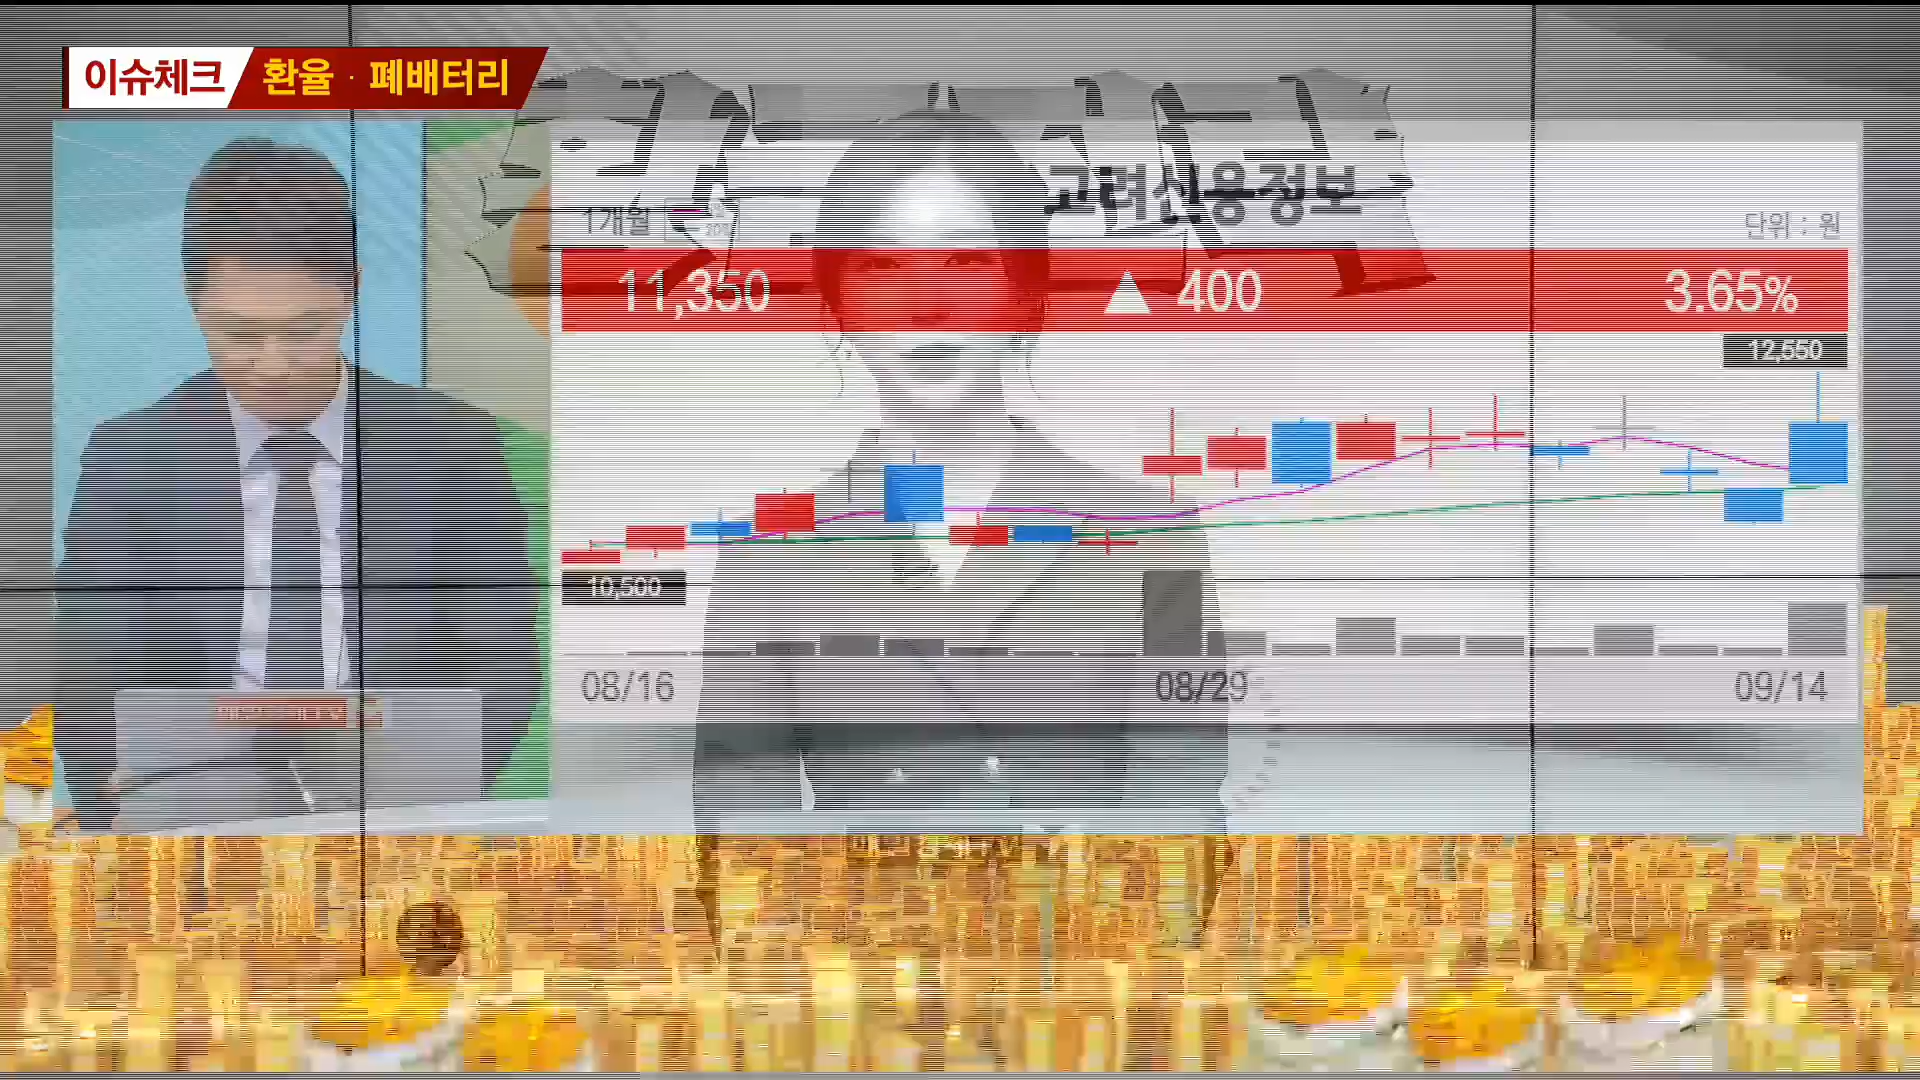 이슈체크 환율 · 폐배터리
고려신용정보
1개월
단위 : 원
11,350 ▲ 400 3.65%
12,550
10,500
08/16 08/29 09/14